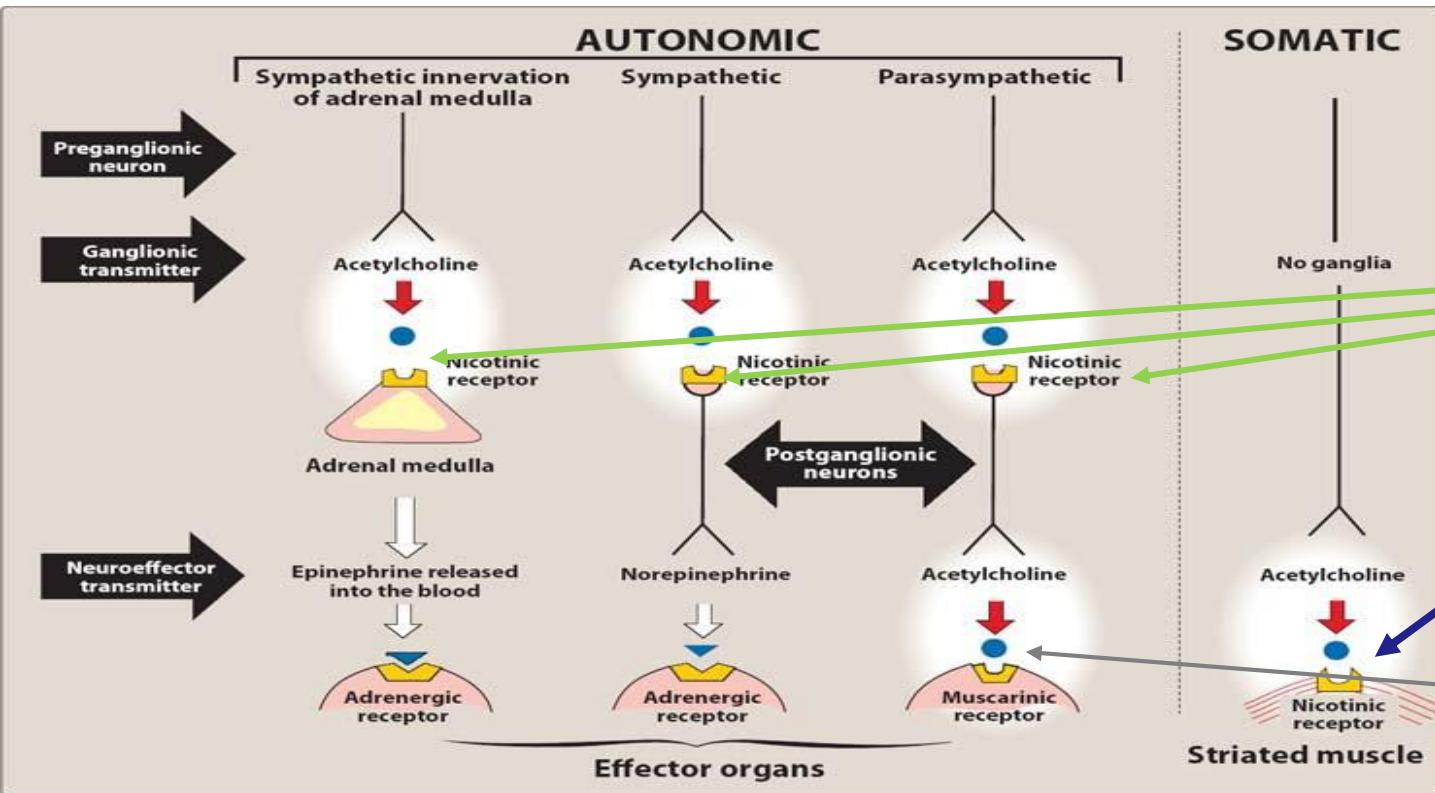 AUTONOMIC
SOMATIC
Sympathetic innervation
of adrenal medulla
Sympathetic
Parasympathetic
Preganglionic
neuron
Ganglionic
transmitter
Acetylcholine
Acetylcholine
Acetylcholine
No ganglia
Nicotinic
receptor
Nicotinic
receptor
Nicotinic
receptor
Adrenal medulla
Postganglionic
neurons
Neuroeffector
transmitter
Epinephrine released
into the blood
Norepinephrine
Acetylcholine
Acetylcholine
Adrenergic
receptor
Adrenergic
receptor
Muscarinic
receptor
Nicotinic
receptor
Striated muscle
Effector organs